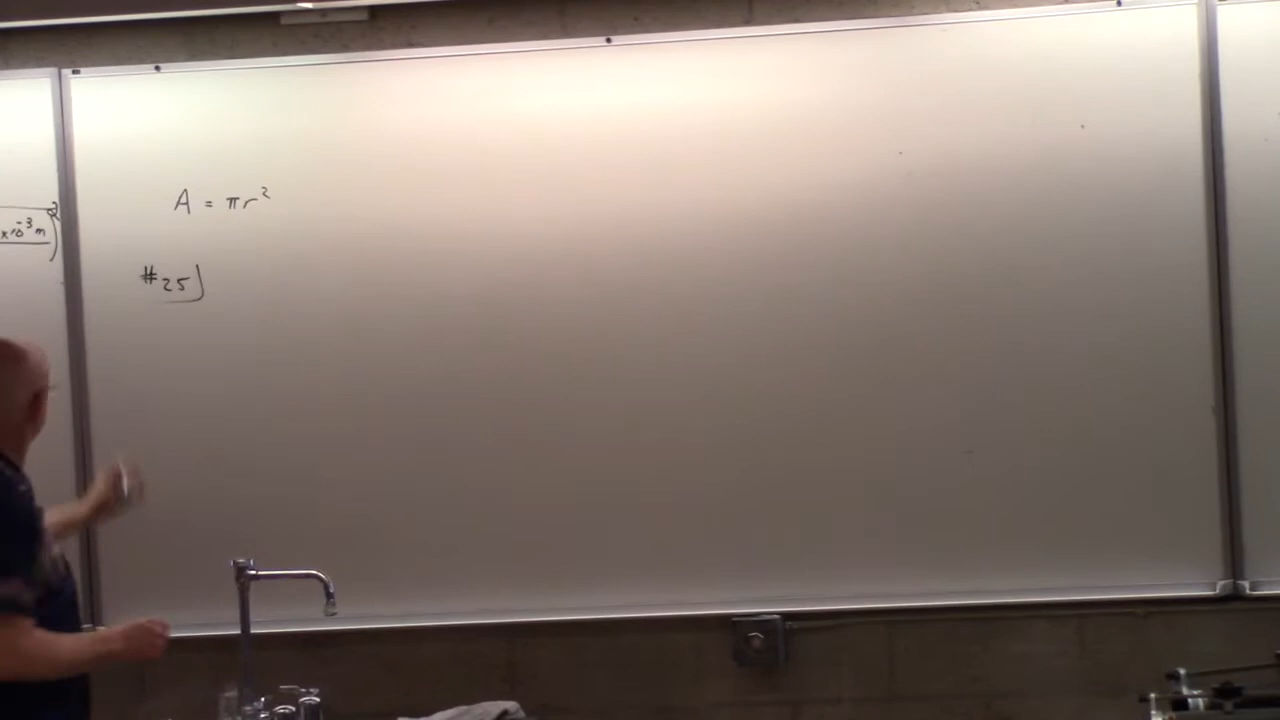 x10⁻³ m)²
A = πr²
#25)